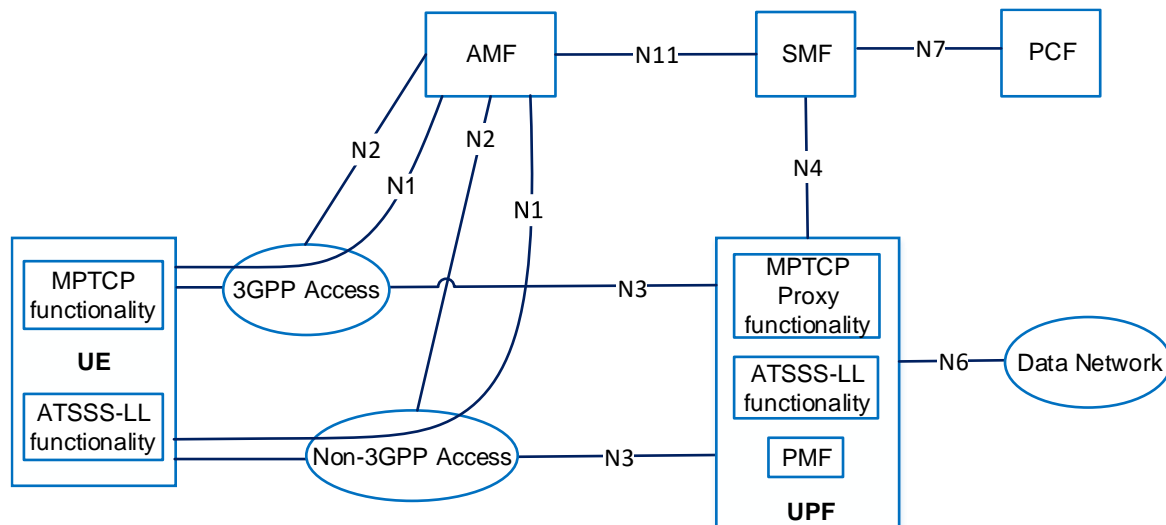 AMF
N11
SMF
N7
PCF
N2
N2
N1
N4
N1
MPTCP
functionality
UE
ATSSS-LL
functionality
3GPP Access
N3
MPTCP
Proxy
functionality
ATSSS-LL
functionality
N6
Data Network
Non-3GPP Access
N3
PMF
UPF